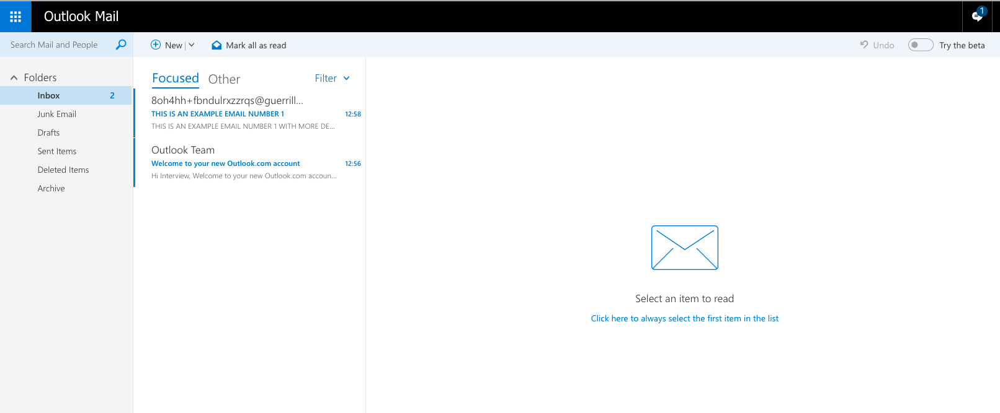 Outlook Mail
1
Search Mail and People
New
Mark all as read
Undo
Try the beta
Folders
Inbox 2
Junk Email
Drafts
Sent Items
Deleted Items
Archive
Focused Other Filter
8oh4hh+fbndulrxzzrqs@guerrill...
THIS IS AN EXAMPLE EMAIL NUMBER 1 12:58
THIS IS AN EXAMPLE EMAIL NUMBER 1 WITH MORE DE...
Outlook Team
Welcome to your new Outlook.com account 12:56
Hi Interview, Welcome to your new Outlook.com accoun...
Select an item to read
Click here to always select the first item in the list